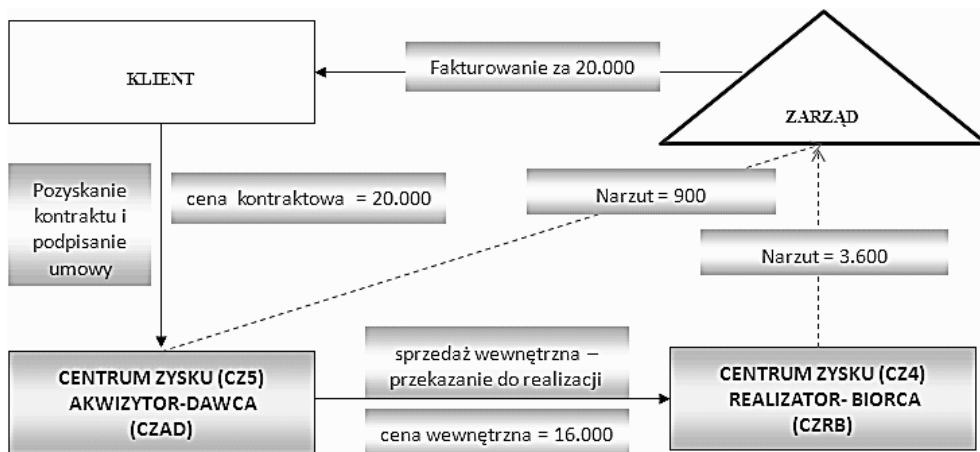 KLIENT
Fakturowanie za 20.000
ZARZĄD
Pozyskanie
kontraktu i
podpisanie
umowy
cena kontraktowa = 20.000
Narzut = 900
Narzut = 3.600
CENTRUM ZYSKU (CZ5)
AKWIZYTOR-DAWCA
(CZAD)
sprzedaż wewnętrzna –
przekazanie do realizacji
cena wewnętrzna = 16.000
CENTRUM ZYSKU (CZ4)
REALIZATOR- BIORCA
(CZRB)